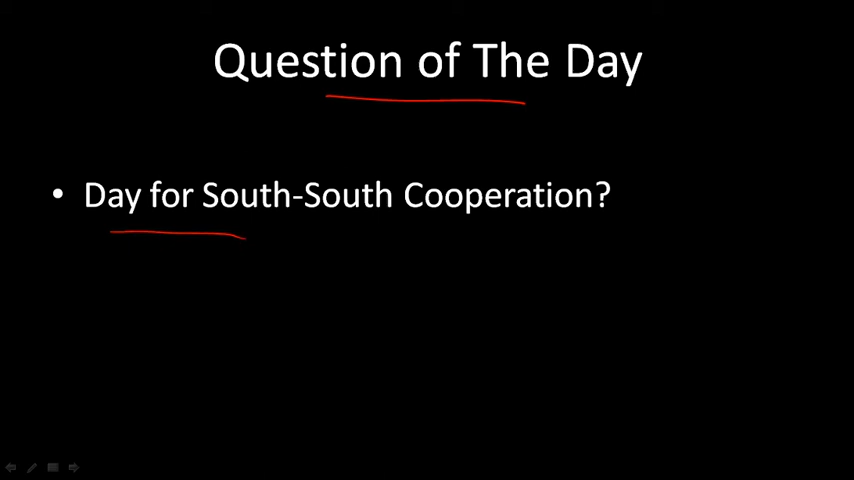 Question of The Day
• Day for South-South Cooperation?